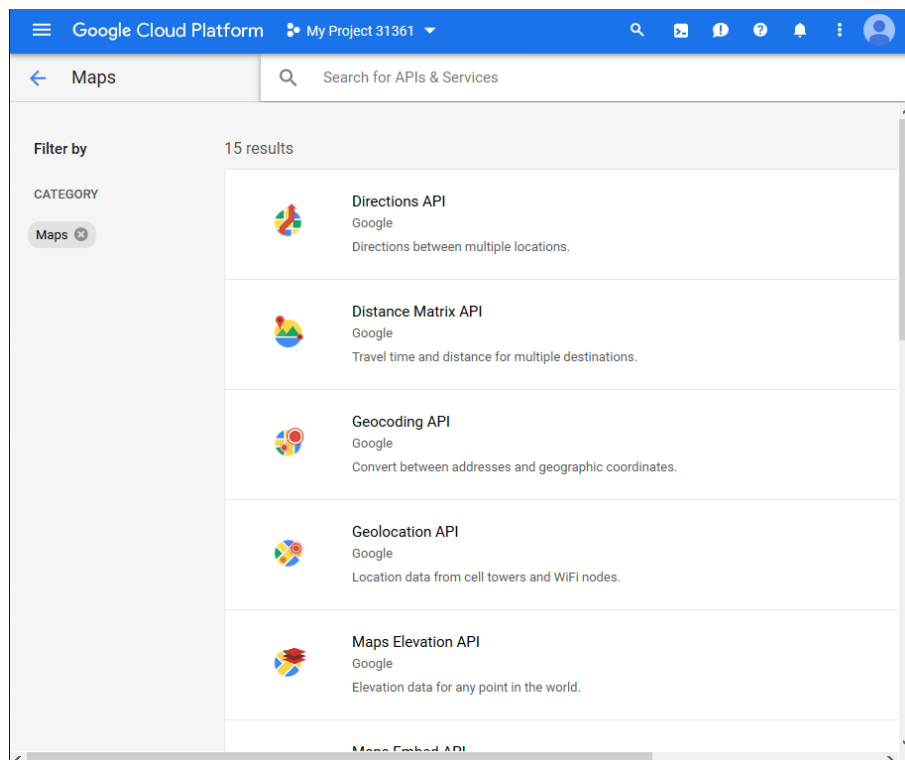 Google Cloud Platform My Project 31361
Maps
Search for APIs & Services
Filter by
CATEGORY
Maps
15 results
Directions API
Google
Directions between multiple locations.
Distance Matrix API
Google
Travel time and distance for multiple destinations.
Geocoding API
Google
Convert between addresses and geographic coordinates.
Geolocation API
Google
Location data from cell towers and WiFi nodes.
Maps Elevation API
Google
Elevation data for any point in the world.
Maps Embed API